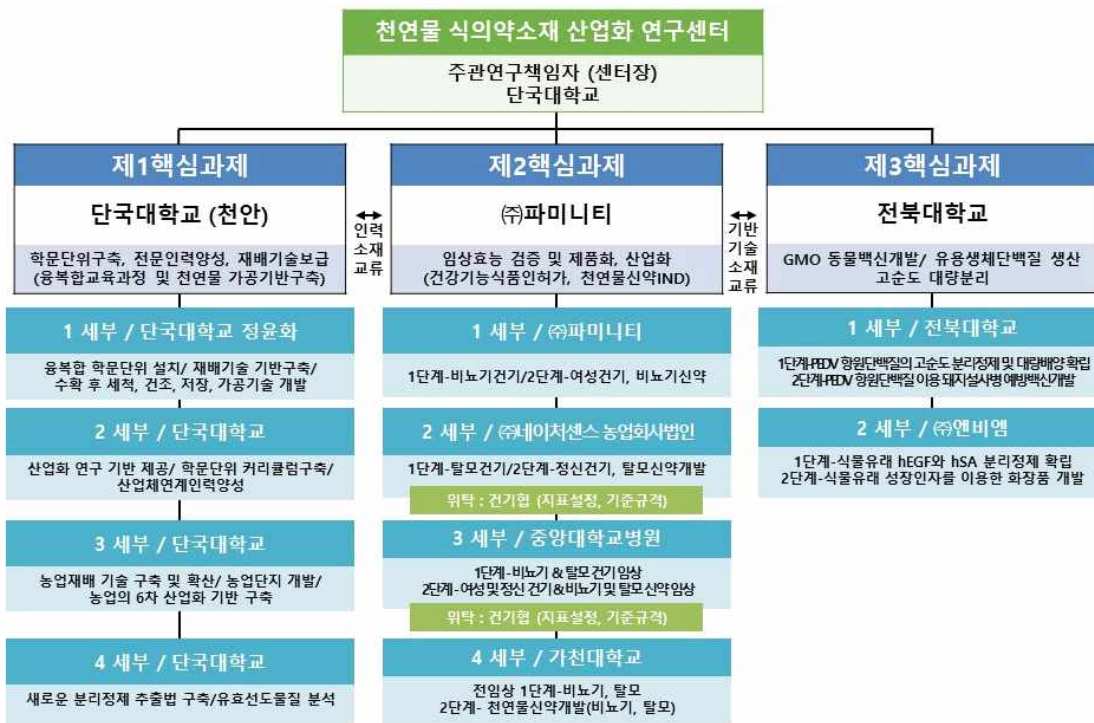 천연물 식의약소재 산업화 연구센터
주관연구책임자 (센터장)
단국대학교
제1핵심과제
단국대학교 (천안)
학문단위구축, 전문인력양성, 재배기술보급
(융복합교육과정 및 천연물 가공기반구축)
인력
소재
교류
제2핵심과제
㈜파미니티
임상효능 검증 및 제품화, 산업화
(건강기능식품인허가, 천연물신약IND)
기반
기술
소재
교류
제3핵심과제
전북대학교
GMO 동물백신개발/ 유용생체단백질 생산
고순도 대량분리
1 세부 / 단국대학교 정윤화
융복합 학문단위 설치/ 재배기술 기반구축/
수확 후 세척, 건조, 저장, 가공기술 개발
2 세부 / 단국대학교
산업화 연구 기반 제공/ 학문단위 커리큘럼구축/
산업체연계인력양성
3 세부 / 단국대학교
농업재배 기술 구축 및 확산/ 농업단지 개발/
농업의 6차 산업화 기반 구축
4 세부 / 단국대학교
새로운 분리정제 추출법 구축/유효선도물질 분석
1 세부 / ㈜파미니티
1단계-비뇨기건기/2단계-여성건기, 비뇨기신약
2 세부 / ㈜네이처센스 농업회사법인
1단계-탈모건기/2단계-정신건기, 탈모신약개발
위탁 : 건기협 (지표설정, 기준규격)
3 세부 / 중앙대학교병원
1단계-비뇨기 & 탈모 건기 임상
2단계-여성 및 정신 건기 & 비뇨기 및 탈모 신약 임상
위탁 : 건기협 (지표설정, 기준규격)
4 세부 / 가천대학교
전임상 1단계-비뇨기, 탈모
2단계- 천연물신약개발(비뇨기, 탈모)
1 세부 / 전북대학교
1단계-PEDV 항원단백질의 고순도 분리정제 및 대량배양 확립
2단계-PEDV 항원단백질 이용 돼지설사병 예방백신개발
2 세부 / ㈜앤비엠
1단계-식물유래 hEGF와 hSA 분리정제 확립
2단계-식물유래 성장인자를 이용한 화장품 개발